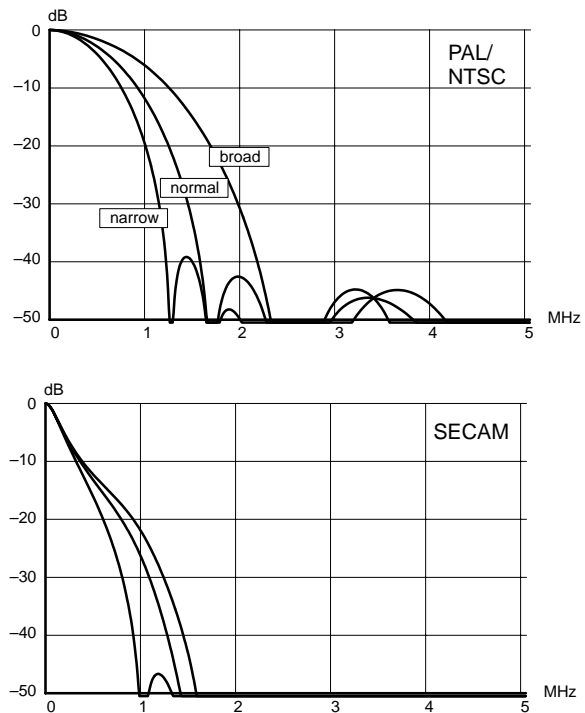 dB
0
PAL/
NTSC
–10
–20
broad
normal
–30
narrow
–40
–50
0 1 2 3 4 5 MHz
dB
0
SECAM
–10
–20
–30
–40
–50
0 1 2 3 4 5 MHz